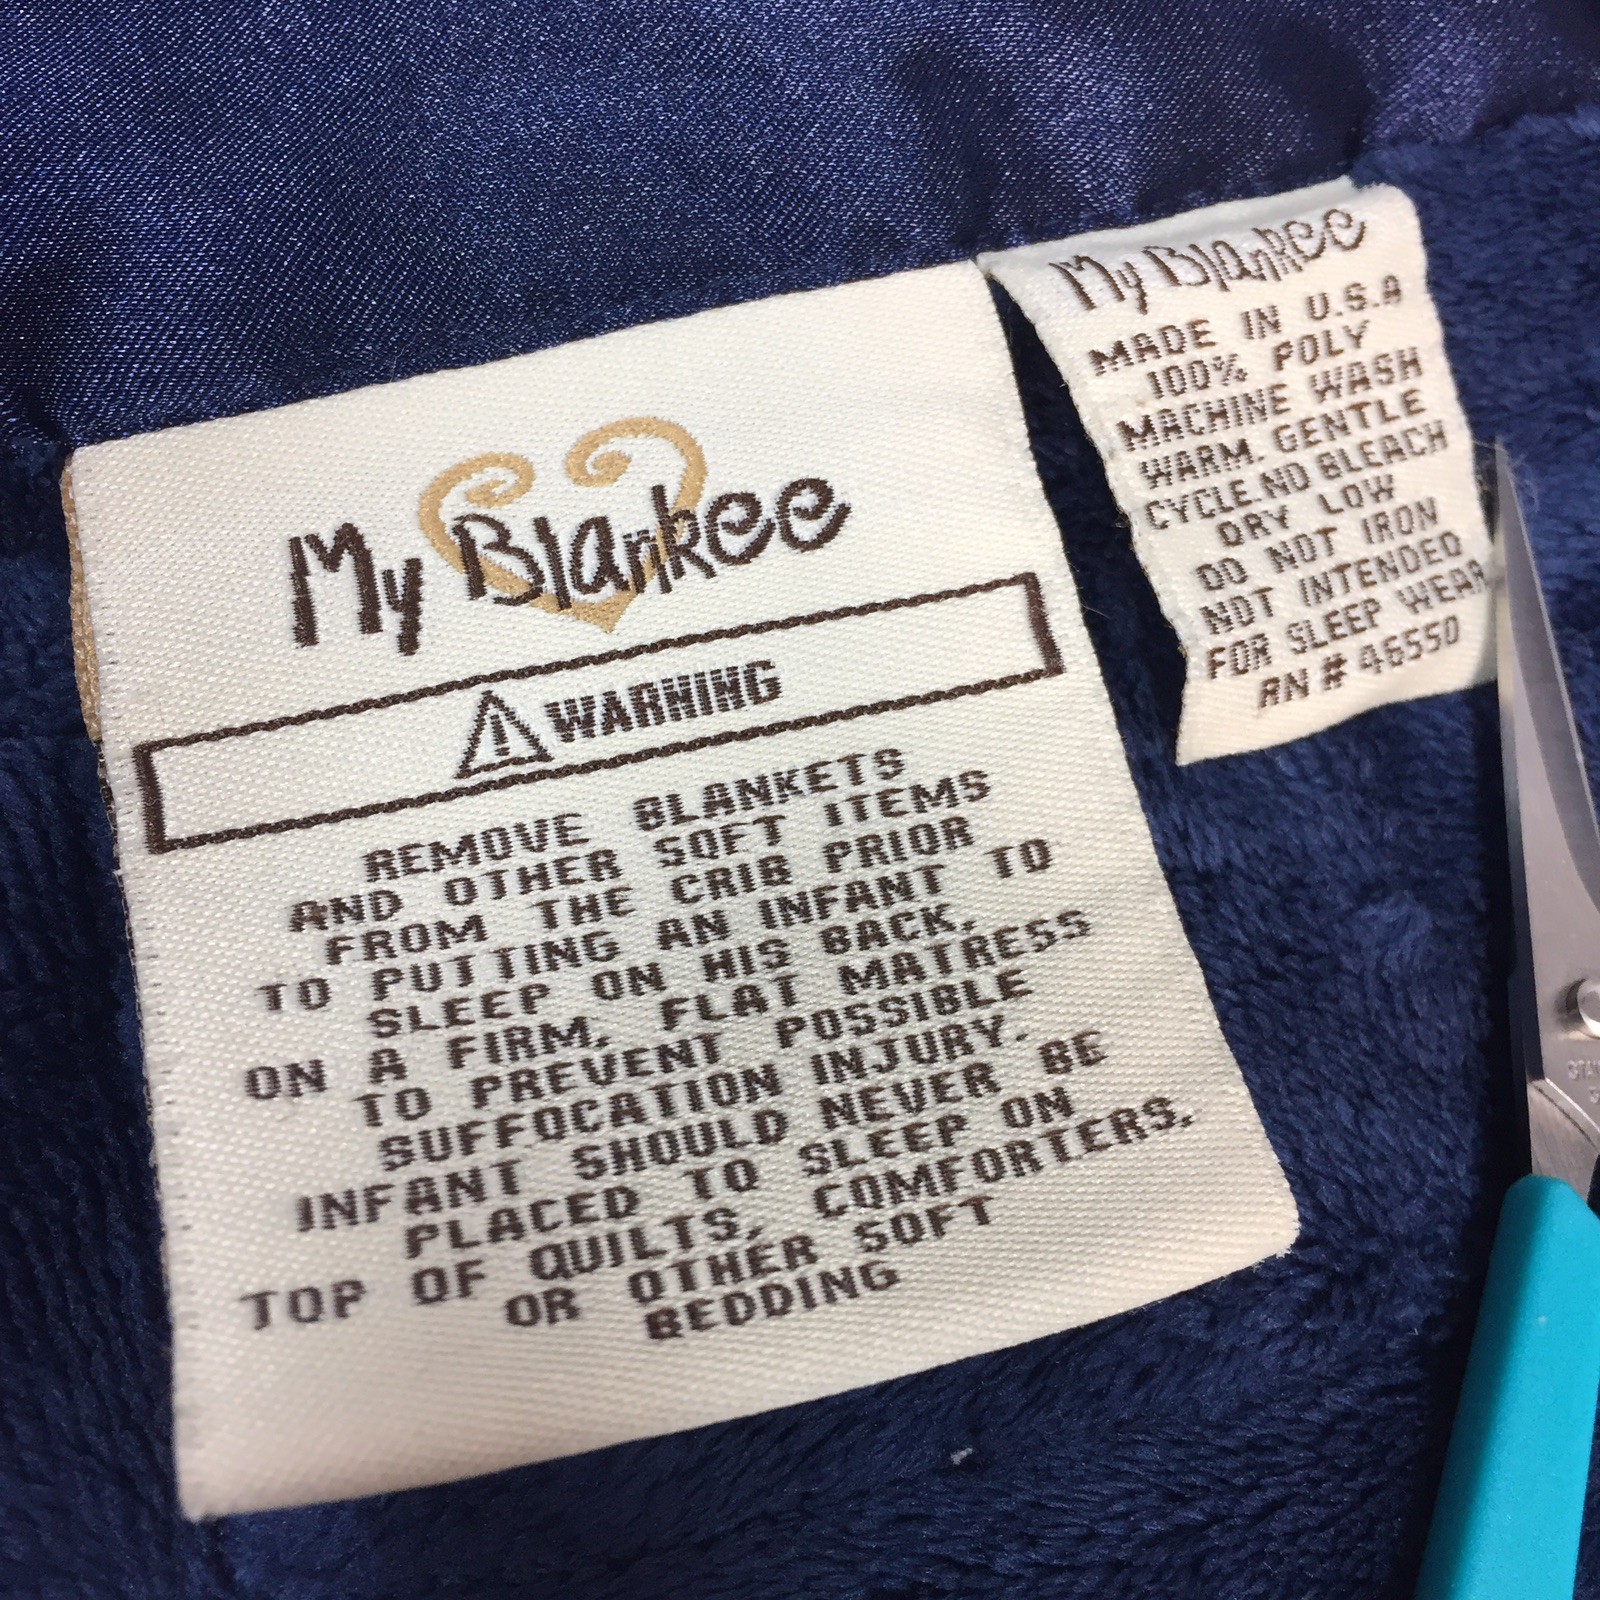 My Blankee
WARNING
REMOVE BLANKETS
AND OTHER SOFT ITEMS
FROM THE CRIB PRIOR
TO PUTTING AN INFANT TO
SLEEP ON HIS BACK,
ON A FIRM, FLAT MATRESS
TO PREVENT POSSIBLE
SUFFOCATION INJURY.
INFANT SHOULD NEVER BE
PLACED TO SLEEP ON
TOP OF QUILTS, COMFORTERS,
OR OTHER SOFT
BEDDING
My Blankee
MADE IN U.S.A
100% POLY
MACHINE WASH
WARM. GENTLE
CYCLE.NO BLEACH
DRY LOW
DO NOT IRON
NOT INTENDED
FOR SLEEP WEAR
RN # 46550